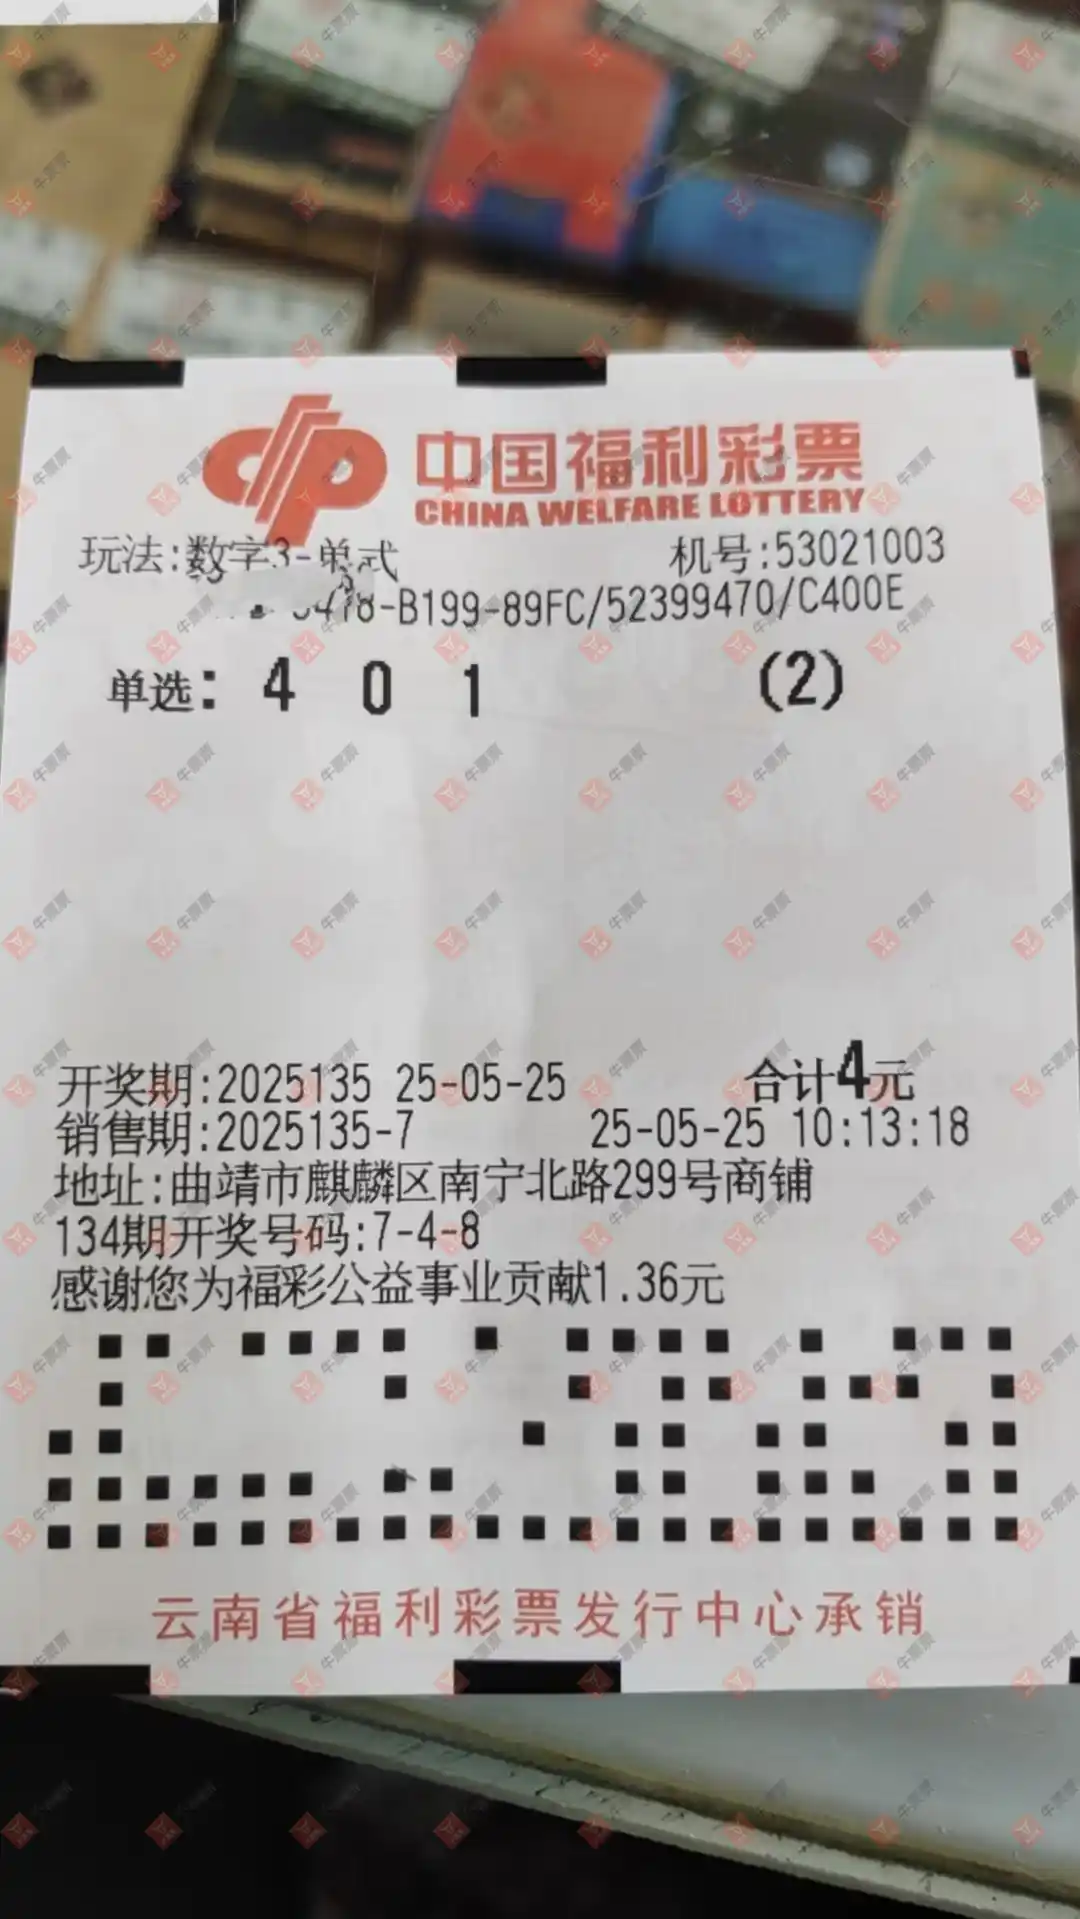 中国福利彩票
CHINA WELFARE LOTTERY
玩法:数字3-单式 机号:53021003
-B199-89FC/52399470/C400E
单选: 4 0 1 (2)
开奖期:2025135 25-05-25 合计4元
销售期:2025135-7 25-05-25 10:13:18
地址:曲靖市麒麟区南宁北路299号商铺
134期开奖号码:7-4-8
感谢您为福彩公益事业贡献1.36元
云南省福利彩票发行中心承销
牛票票